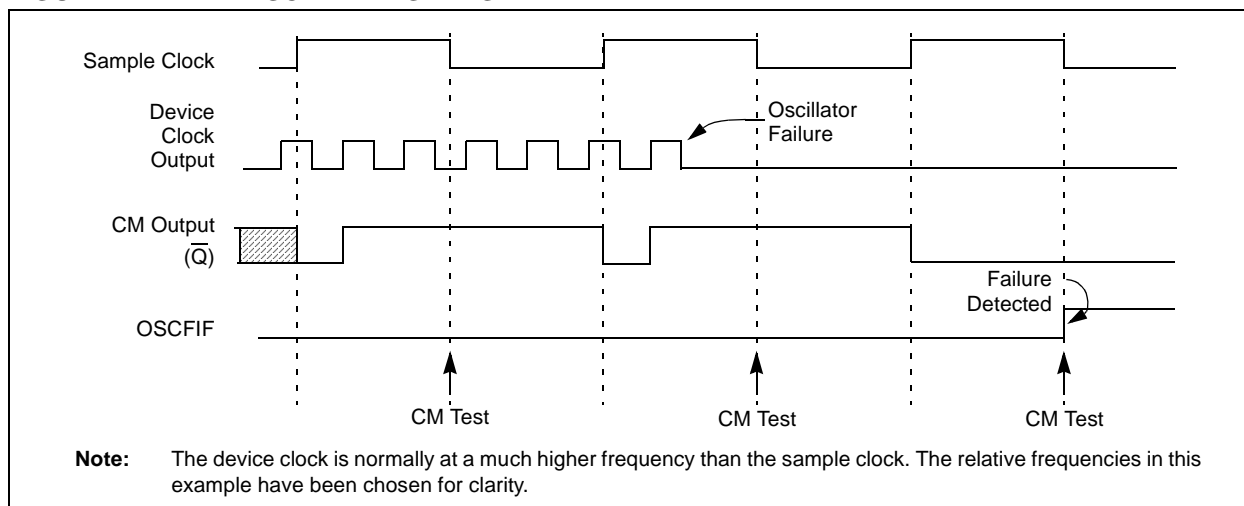 Sample Clock
Device
Clock
Output
Oscillator
Failure
CM Output
(Q̅)
Failure
Detected
OSCFIF
CM Test
CM Test
CM Test
Note: The device clock is normally at a much higher frequency than the sample clock. The relative frequencies in this
example have been chosen for clarity.